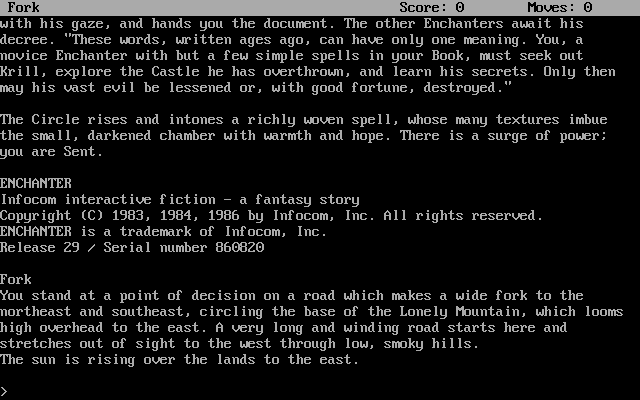 Fork Score: 0 Moves: 0
with his gaze, and hands you the document. The other Enchanters await his
decree. "These words, written ages ago, can have only one meaning. You, a
novice Enchanter with but a few simple spells in your Book, must seek out
Krill, explore the Castle he has overthrown, and learn his secrets. Only then
may his vast evil be lessened or, with good fortune, destroyed."
The Circle rises and intones a richly woven spell, whose many textures imbue
the small, darkened chamber with warmth and hope. There is a surge of power;
you are Sent.
ENCHANTER
Infocom interactive fiction - a fantasy story
Copyright (C) 1983, 1984, 1986 by Infocom, Inc. All rights reserved.
ENCHANTER is a trademark of Infocom, Inc.
Release 29 / Serial number 860820
Fork
You stand at a point of decision on a road which makes a wide fork to the
northeast and southeast, circling the base of the Lonely Mountain, which looms
high overhead to the east. A very long and winding road starts here and
stretches out of sight to the west through low, smoky hills.
The sun is rising over the lands to the east.
>